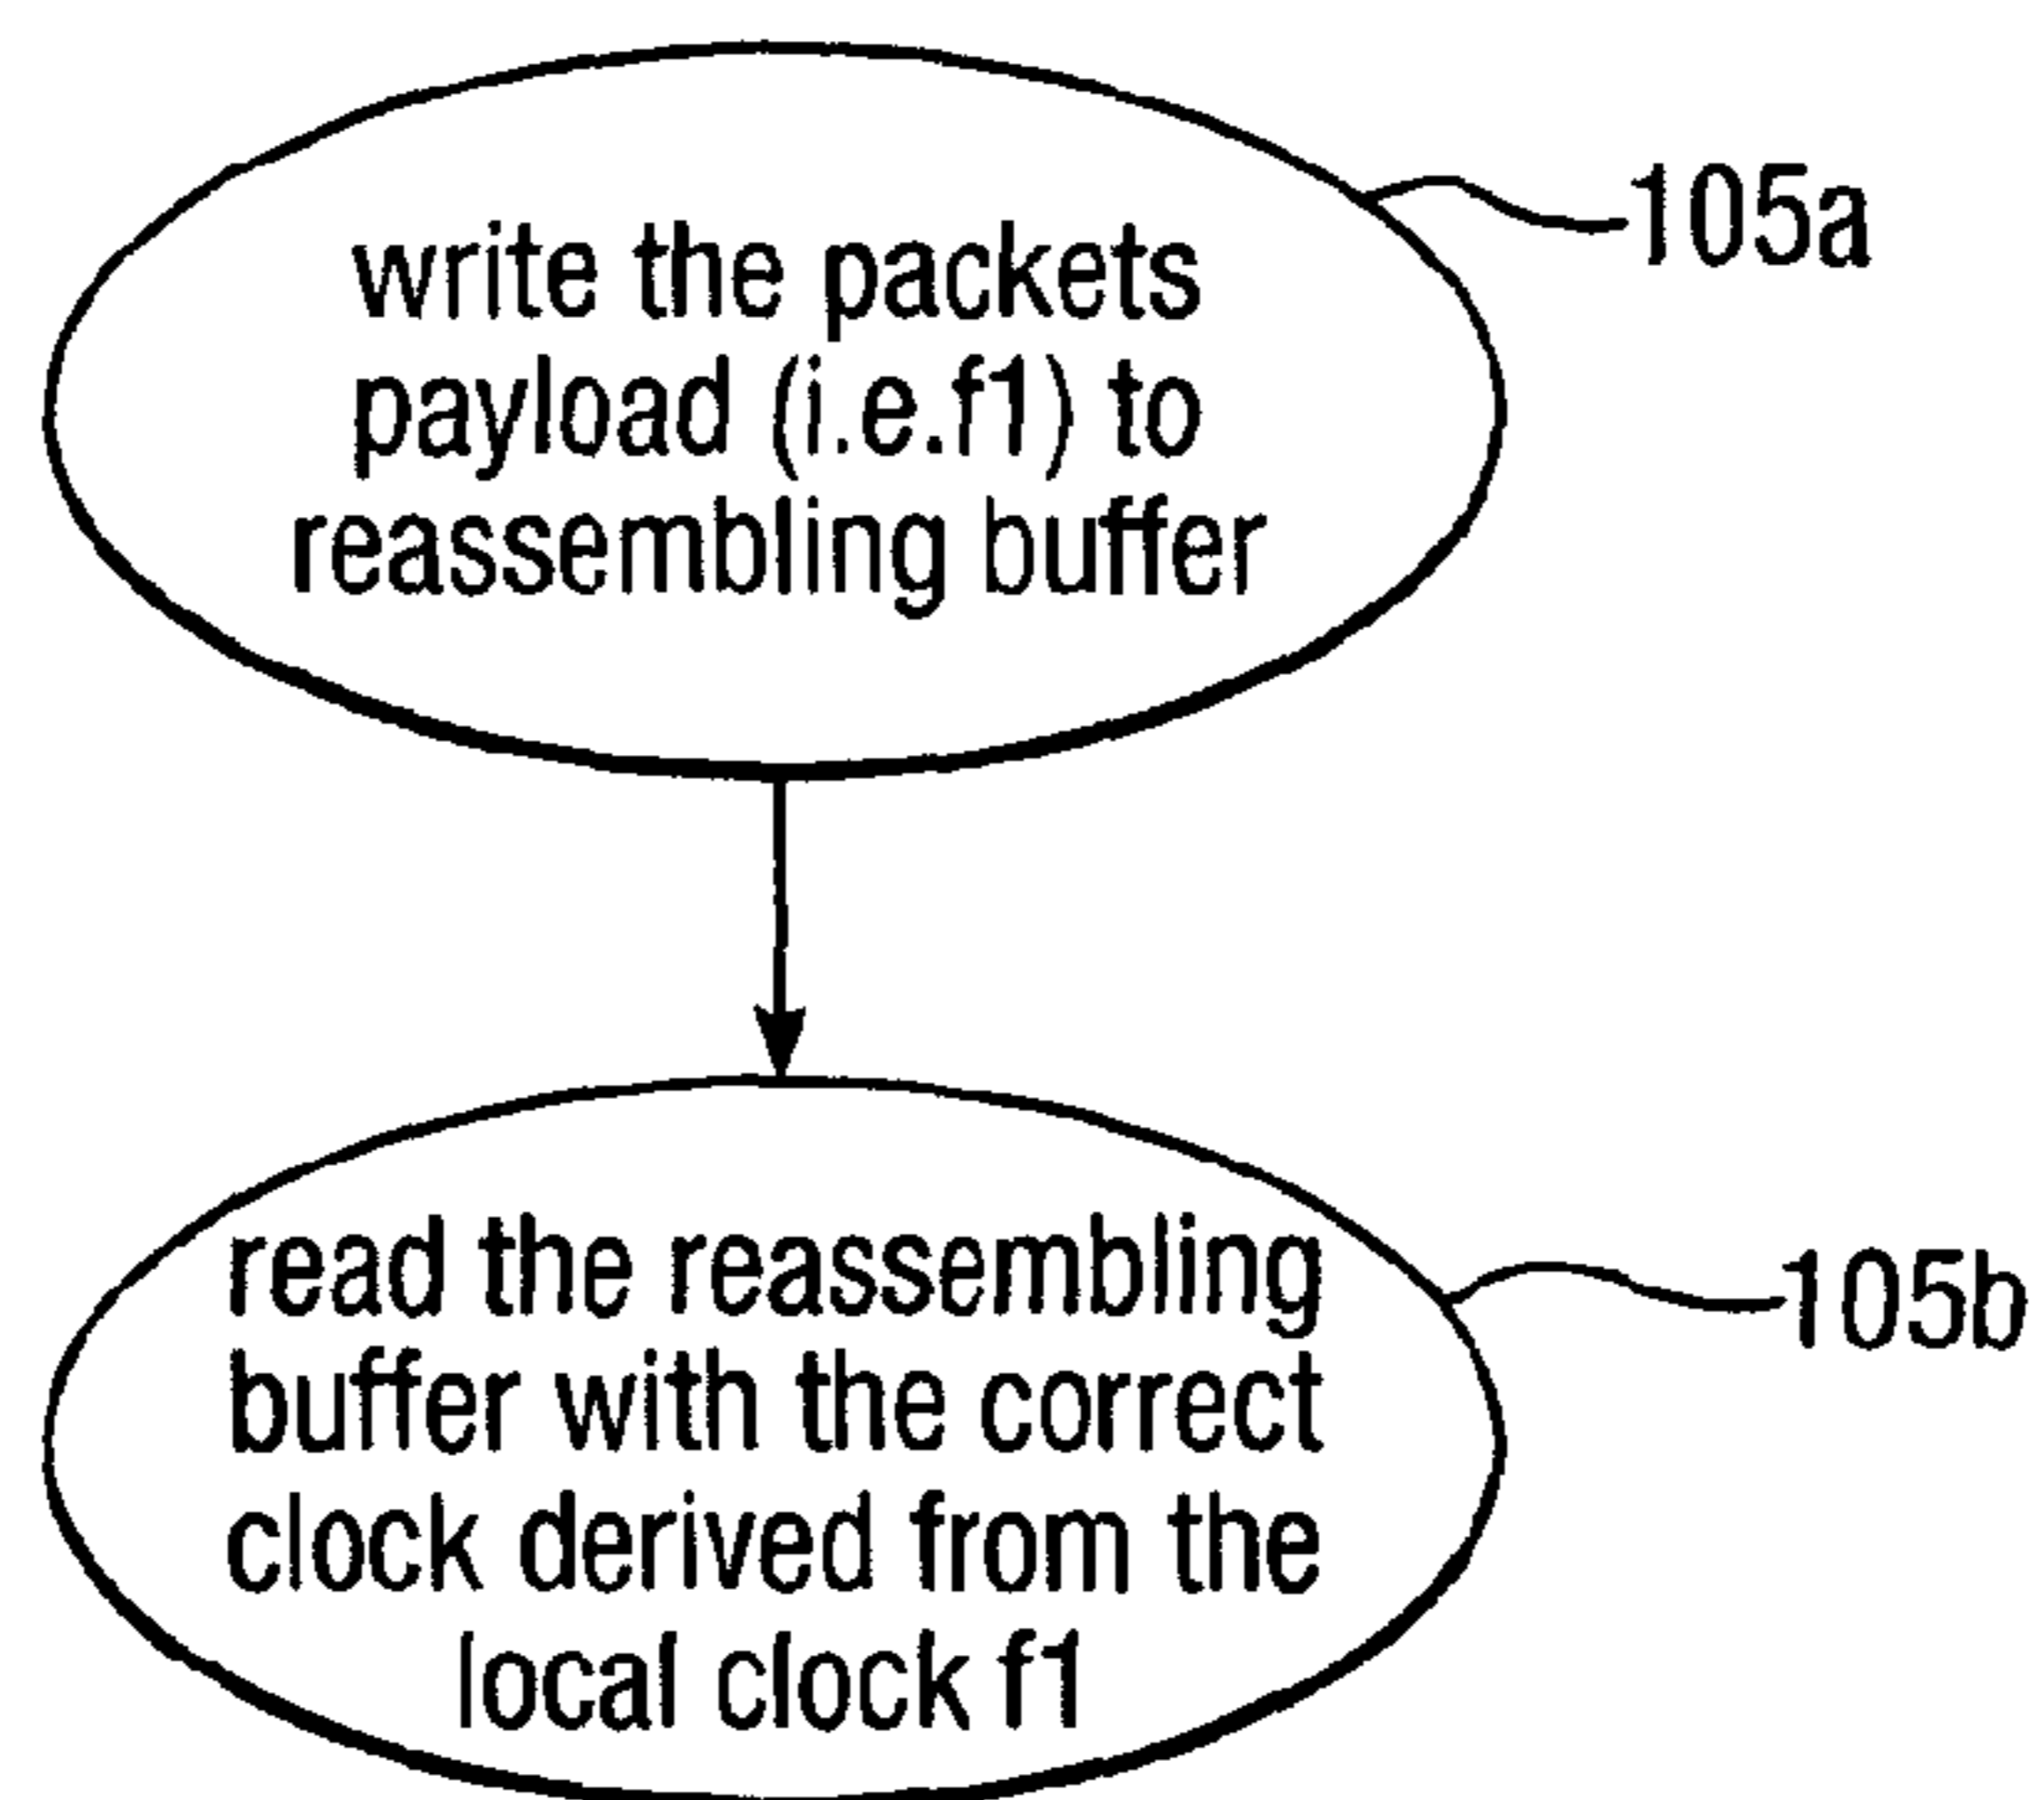 write the packets
105a
payload (i.e.f1) to
reassembling buffer
read the reassembling
105b
buffer with the correct
clock derived from the
local clock f1